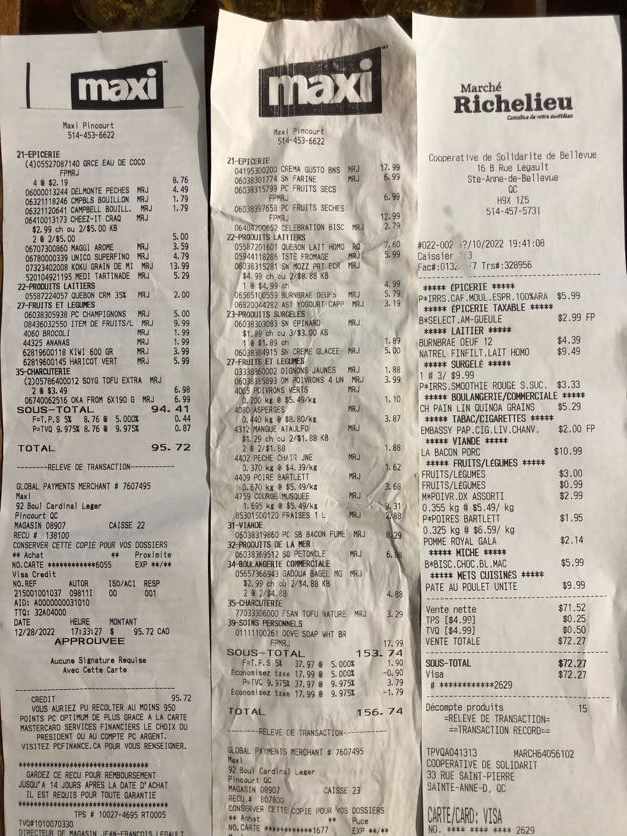 maxi
Maxi Pincourt
514-453-6622
21-EPICERIE
(4)05527087140 GRCE EAU DE COCO
FPMRJ
4 @ $2.19 8.76
06000013244 DELMONTE PECHES MRJ 4.49
06321118246 CMPBLS BOUILLON MRJ 1.79
06321120641 CAMPBELL BOUILL. MRJ 1.79
06410013173 CHEEZ-IT CRAQ MRJ
$2.99 ch ou 2/$5.00 KB
2 @ 2/$5.00 5.00
06707300860 MAGGI AROME MRJ 3.59
06780000339 UNICO SUPERFINO MRJ 4.79
07323402008 KOKU GRAIN DE MI MRJ 13.99
520104921195 MEDI TARTINADE MRJ 5.29
22-PRODUITS LAITIERS
05587224057 QUEBON CRM 35% MRJ 2.00
27-FRUITS ET LEGUMES
06038305938 PC CHAMPIGNONS MRJ 5.00
08436032550 ITEM DE FRUITS/L MRJ 9.99
4060 BROCOLI MRJ 1.99
44325 ANANAS MRJ 1.99
62819600118 KIWI 600 GR MRJ 3.99
62819600145 HARICOT VERT MRJ 5.99
35-CHARCUTERIE
(2)05786400012 SOYG TOFU EXTRA MRJ
2 @ $3.49 6.98
06740062516 OKA FROM 6X190 G MRJ 6.98
SOUS-TOTAL 94.41
F=T.P.S 5% 8.76 @ 5.000% 0.44
P=TVQ 9.975% 8.76 @ 9.975% 0.87
TOTAL 95.72
----------RELEVE DE TRANSACTION----------
GLOBAL PAYMENTS MERCHANT # 7607495
Maxi
92 Boul Cardinal Leger
Pincourt QC
MAGASIN 08907 CAISSE 22
RECU # 138100
CONSERVER CETTE COPIE POUR VOS DOSSIERS
** Achat ** Proximite
NO.CARTE ************6055 EXP **/**
Visa Credit
NO.REF AUTOR ISO/ACI RESP
215001001037 098111 00 001
AID: A0000000031010
TTQ: 32A04000
DATE HEURE MONTANT
12/28/2022 17:33:27 $ 95.72 CAD
APPROUVEE
Aucune Signature Requise
Avec Cette Carte
CREDIT 95.72
VOUS AURIEZ PU RECOLTER AU MOINS 950
POINTS PC OPTIMUM DE PLUS GRACE A LA CARTE
MASTERCARD SERVICES FINANCIERS LE CHOIX DU
PRESIDENT OU AU COMPTE PC ARGENT.
VISITEZ PCFINANCE.CA POUR VOUS RENSEIGNER.
GARDEZ CE RECU POUR REMBOURSEMENT
JUSQU'A 14 JOURS APRES LA DATE D'ACHAT
IL EST REQUIS POUR TOUTE GARANTIE
TPS # 10027-4695 RT0005
TVQ#1010070330
DIRECTEUR DE MAGASIN JEAN-FRANCOIS LEGAULT
maxi
Maxi Pincourt
514-453-6622
21-EPICERIE
04195300200 CREMA GUSTO BNS MRJ 17.99
06038301774 SN FARINE MRJ 6.99
06038315799 PC FRUITS SECS
FPMRJ 6.99
06038397658 PC FRUITS SECHES
FPMRJ 12.99
06404200652 CELEBRATION BISC MRJ 2.79
22-PRODUITS LAITIERS
05587201601 QUEBON LAIT HOMO RQ 7.60
05944118285 TSTE FROMAGE MRJ 5.99
06038315281 SN MOZZ PRT ECR MRJ
$4.99 ch ou 2/$8.88 KB
1 @ $4.99 ch 4.99
06565100559 BURNBRAE OEUFS MRJ 5.79
06820044282 AST YOGOURT CAPP MRJ 3.19
23-PRODUITS SURGELES
06038303083 SN EPINARD MRJ
$1.89 ch ou 3/$3.00 KB
1 @ $1.89 ch 1.89
06038384915 SN CREME GLACEE MRJ 5.00
27-FRUITS ET LEGUMES
03338360002 OIGNONS JAUNES MRJ 1.88
06038385893 DM POIVRONS 4 UN MRJ 3.99
4065 POIVRONS VERTS MRJ
0.200 kg @ $5.49/kg 1.10
4080 ASPERGES MRJ
0.440 kg @ $8.80/kg 3.87
4312 MANGUE ATAULFO MRJ
$1.29 ch ou 2/$1.88 KB
2 @ 2/$1.88 1.88
4402 PECHE CHAIR JNE MRJ
0.370 kg @ $4.39/kg 1.62
4409 POIRE BARTLETT MRJ
0.670 kg @ $5.49/kg 3.68
4759 COURGE MUSQUEE MRJ
1.695 kg @ $5.49/kg 9.31
85301500120 FRAISES 1 L MRJ 2.88
31-VIANDE
06038319860 PC SB BACON FUME MRJ 8.29
32-PRODUITS DE LA MER
06038369512 SQ PETONCLE MRJ 6.88
34-BOULANGERIE COMMERCIALE
05657366943 GADOUA BAGEL MG MRJ
$2.99 ch ou 2/$4.88 KB
2 @ 2/$4.88 4.88
35-CHARCUTERIE
77033306000 FSAN TOFU NATURE MRJ 3.29
39-SOINS PERSONNELS
01111100261 DOVE SOAP WHT BR
FPMRJ 17.99
SOUS-TOTAL 153.74
F=T.P.S 5% 37.97 @ 5.000% 1.90
Economisez taxe 17.99 @ 5.000% -0.90
P=TVQ 9.975% 37.97 @ 9.975% 3.79
Economisez taxe 17.99 @ 9.975% -1.79
TOTAL 156.74
----------RELEVE DE TRANSACTION----------
GLOBAL PAYMENTS MERCHANT # 7607495
Maxi
92 Boul Cardinal Leger
Pincourt QC
MAGASIN 08907 CAISSE 23
RECU # 007800
CONSERVER CETTE COPIE POUR VOS DOSSIERS
** Achat ** Puce
NO.CARTE ************1677 EXP **/**
Marché
Richelieu
Complice de votre quotidien
Cooperative de Solidarite de Bellevue
16 B Rue Legault
Ste-Anne-de-Bellevue
QC
H9X 1Z5
514-457-5731
#022-002 /10/2022 19:41:08
Caissier 3
Fac#:0132 7 Trs#:328956
***** ÉPICERIE *****
P*IRRS.CAF.MOUL.ESPR.100%ARA $5.99
***** ÉPICERIE TAXABLE *****
B*SELECT.AM-GUEULE $2.99 FP
***** LAITIER *****
BURNBRAE OEUF 12 $4.39
NATREL FINFILT.LAIT HOMO $9.49
***** SURGELÉ *****
1 @ 3/ $9.99
P*IRRS.SMOOTHIE ROUGE S.SUC. $3.33
***** BOULANGERIE/COMMERCIALE *****
CH PAIN LIN QUINOA GRAINS $5.29
***** TABAC/CIGARETTES *****
EMBASSY PAP.CIG.LIV.CHANV. $2.00 FP
***** VIANDE *****
LA BACON PORC $10.99
***** FRUITS/LEGUMES *****
FRUITS/LÉGUMES $3.00
FRUITS/LÉGUMES $0.99
M*POIVR.DX ASSORTI $2.99
0.355 kg @ $5.49/ kg
P*POIRES BARTLETT $1.95
0.325 kg @ $6.59/ kg
POMME ROYAL GALA $2.14
***** MICHE *****
B*BISC.CHOC.BL.MAC $5.99
***** METS CUISINÉS *****
PATE AU POULET UNITE $9.99
Vente nette $71.52
TPS [$4.99] $0.25
TVQ [$4.99] $0.50
VENTE TOTALE $72.27
SOUS-TOTAL $72.27
Visa $72.27
# ************2629
Décompte produits 15
=RELEVE DE TRANSACTION=
==TRANSACTION RECORD==
TPVQA041313 MARCH64056102
COOPERATIVE DE SOLIDARIT
33 RUE SAINT-PIERRE
SAINTE-ANNE-D, QC
CARTE/CARD: VISA
NO. **** **** **** 2629